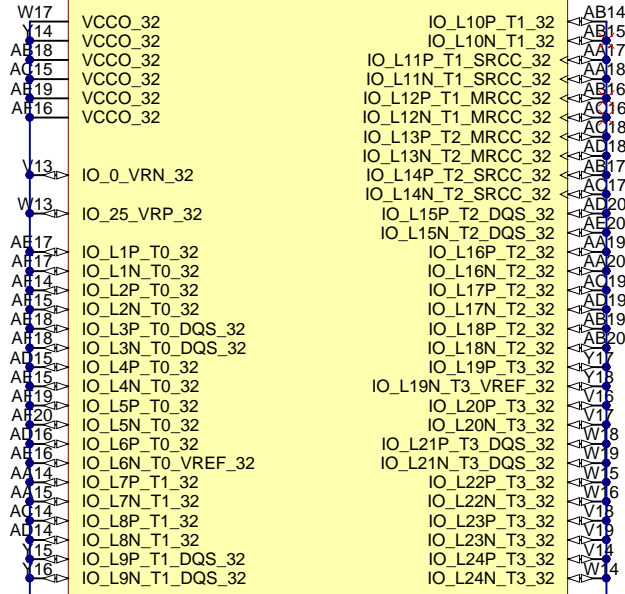 W17 VCCO_32
Y14 VCCO_32
AB18 VCCO_32
AC15 VCCO_32
AE19 VCCO_32
AF16 VCCO_32
V13 IO_0_VRN_32
W13 IO_25_VRP_32
AE17 IO_L1P_T0_32
AF17 IO_L1N_T0_32
AF14 IO_L2P_T0_32
AF15 IO_L2N_T0_32
AE18 IO_L3P_T0_DQS_32
AF18 IO_L3N_T0_DQS_32
AD15 IO_L4P_T0_32
AE15 IO_L4N_T0_32
AF19 IO_L5P_T0_32
AF20 IO_L5N_T0_32
AD16 IO_L6P_T0_32
AE16 IO_L6N_T0_VREF_32
AA14 IO_L7P_T1_32
AA15 IO_L7N_T1_32
AC14 IO_L8P_T1_32
AD14 IO_L8N_T1_32
Y15 IO_L9P_T1_DQS_32
Y16 IO_L9N_T1_DQS_32
IO_L10P_T1_32 AB14
IO_L10N_T1_32 AB15
IO_L11P_T1_SRCC_32 AA17
IO_L11N_T1_SRCC_32 AA18
IO_L12P_T1_MRCC_32 AB16
IO_L12N_T1_MRCC_32 AC16
IO_L13P_T2_MRCC_32 AC18
IO_L13N_T2_MRCC_32 AD18
IO_L14P_T2_SRCC_32 AB17
IO_L14N_T2_SRCC_32 AC17
IO_L15P_T2_DQS_32 AD20
IO_L15N_T2_DQS_32 AE20
IO_L16P_T2_32 AA19
IO_L16N_T2_32 AA20
IO_L17P_T2_32 AC19
IO_L17N_T2_32 AD19
IO_L18P_T2_32 AB19
IO_L18N_T2_32 AB20
IO_L19P_T3_32 Y17
IO_L19N_T3_VREF_32 Y18
IO_L20P_T3_32 V16
IO_L20N_T3_32 V17
IO_L21P_T3_DQS_32 W18
IO_L21N_T3_DQS_32 W19
IO_L22P_T3_32 W15
IO_L22N_T3_32 W16
IO_L23P_T3_32 V18
IO_L23N_T3_32 V19
IO_L24P_T3_32 V14
IO_L24N_T3_32 W14